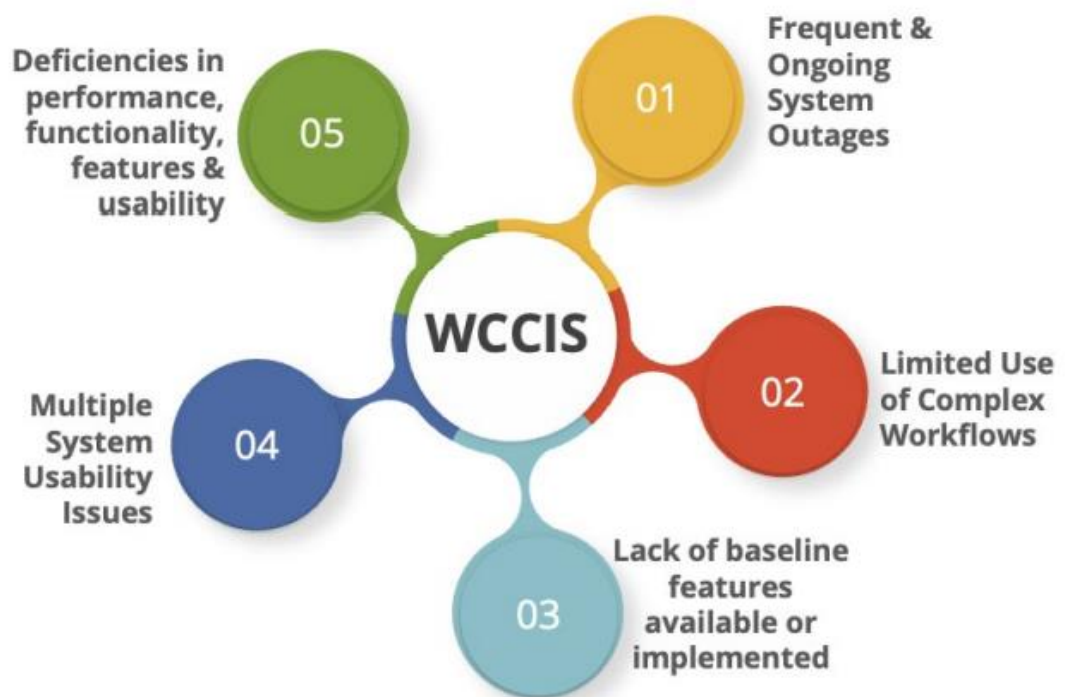 01
Frequent &
Ongoing
System
Outages
02
Limited Use
of Complex
Workflows
03
Lack of baseline
features
available or
implemented
04
Multiple
System
Usability
Issues
05
Deficiencies in
performance,
functionality,
features &
usability
WCCIS